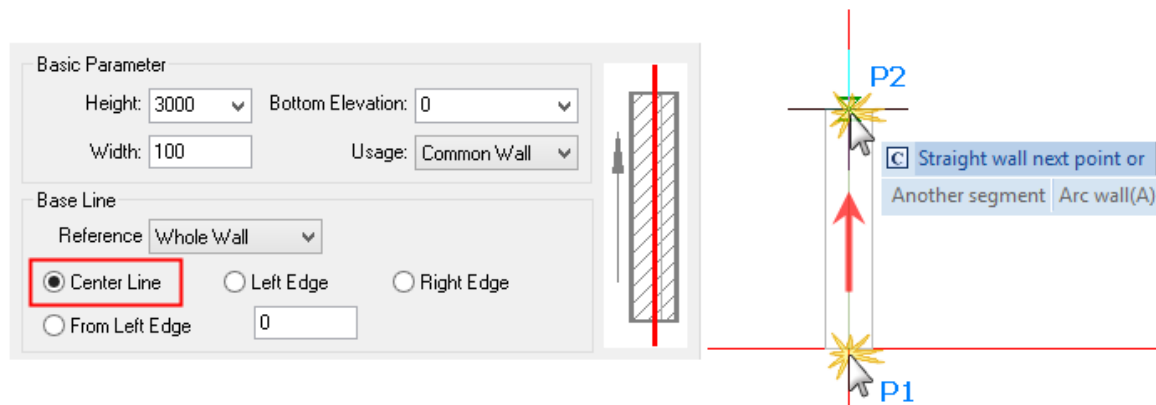 Basic Parameter
Height: 3000 Bottom Elevation: 0
Width: 100 Usage: Common Wall
Base Line
Reference Whole Wall
Center Line Left Edge Right Edge
From Left Edge 0
P2
C Straight wall next point or
Another segment Arc wall(A)
P1